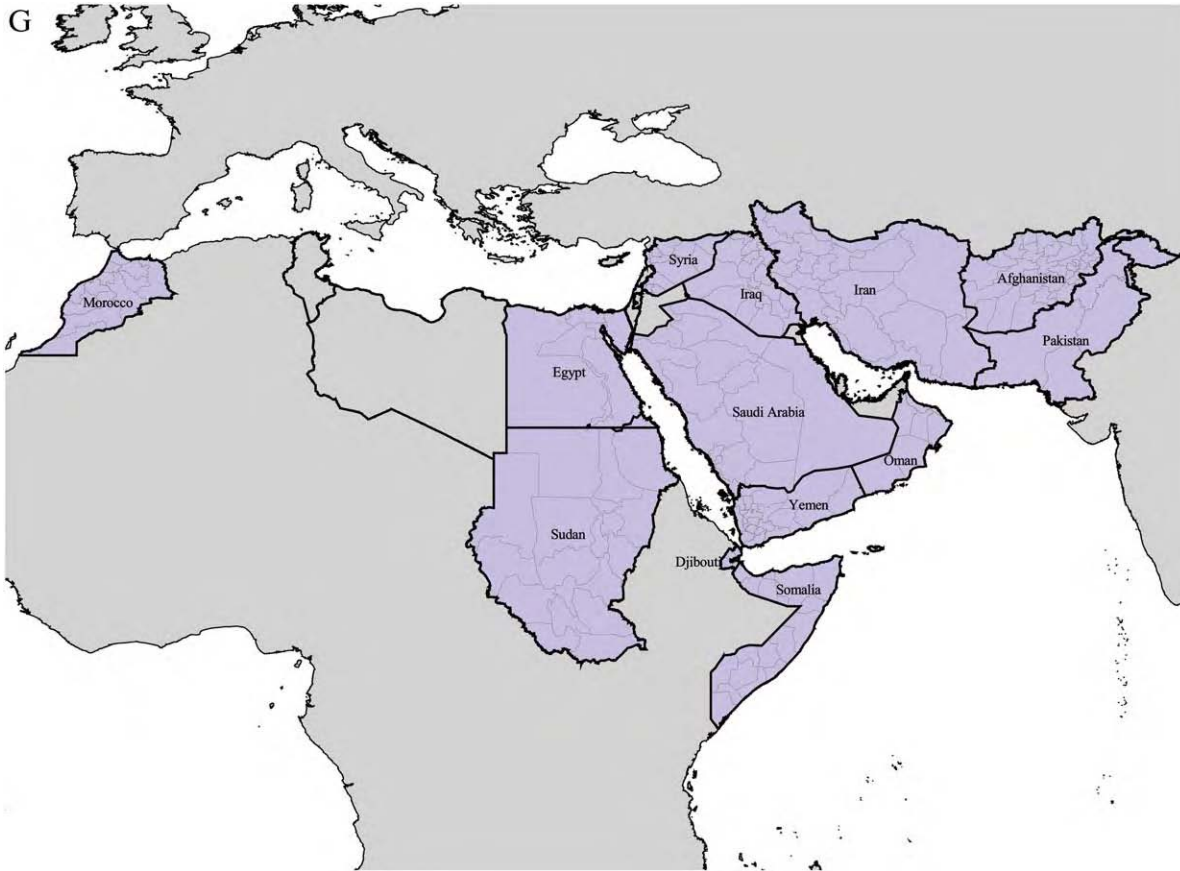 G
Syria
Afghanistan
Iraq
Iran
Morocco
Pakistan
Egypt
Saudi Arabia
Oman
Yemen
Sudan
Djibouti
Somalia